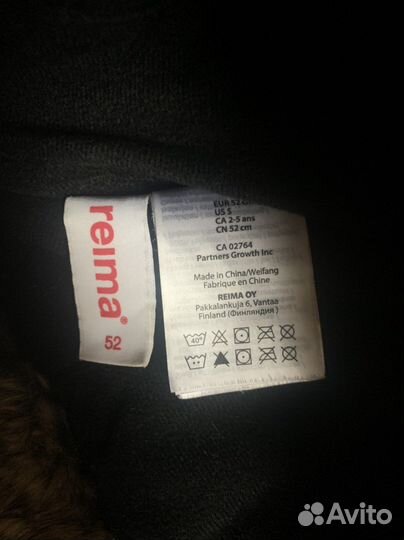 reima®
52
EUR 52 C
US S
CA 2-5 ans
CN 52 cm
CA 02764
Partners Growth Inc
Made in China/Weifang
Fabrique en Chine
REIMA OY
Pakkalankuja 6, Vantaa
Finland (Финляндия )
40°
Avito